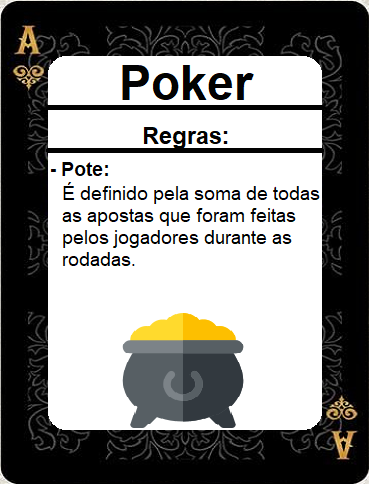 A
Poker
Regras:
- Pote:
É definido pela soma de todas
as apostas que foram feitas
pelos jogadores durante as
rodadas.
A